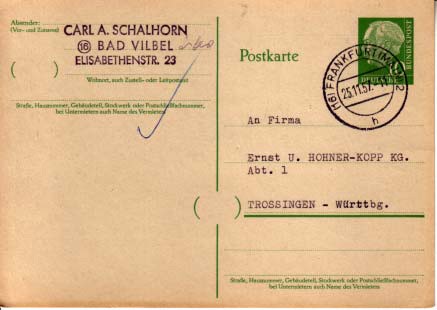 Absender:
(Vor- und Zuname)
CARL A. SCHALHORN
(16) BAD VILBEL
ELISABETHENSTR. 23
Wohnort, auch Zustell- oder Leitpostamt
Straße, Hausnummer, Gebäudeteil, Stockwerk oder Postschließfachnummer,
bei Untermietern auch Name des Vermieters
Postkarte
DEUTSCHE
BUNDESPOST
(16) FRANKFURT (MAIN) 2
25.11.57
h
An Firma
Ernst U. HOHNER-KOPP KG.
Abt. 1
TROSSINGEN - Württbg.
Straße, Hausnummer, Gebäudeteil, Stockwerk oder Postschließfachnummer,
bei Untermietern auch Name des Vermieters